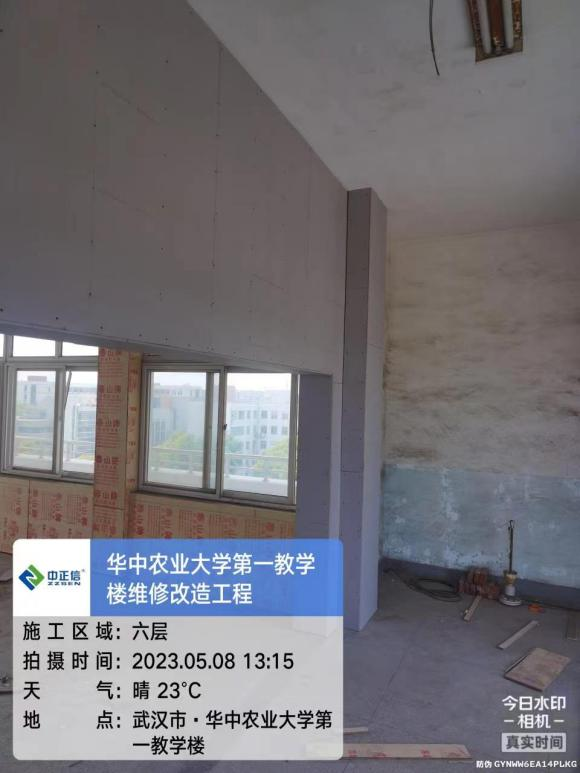 中正信®
ZZSEN
华中农业大学第一教学
楼维修改造工程
施工区域：六层
拍摄时间：2023.05.08 13:15
天气：晴 23℃
地点：武汉市·华中农业大学第
一教学楼
今日水印
-相机-
真实时间
防伪 GYNWW6EA14PLKG